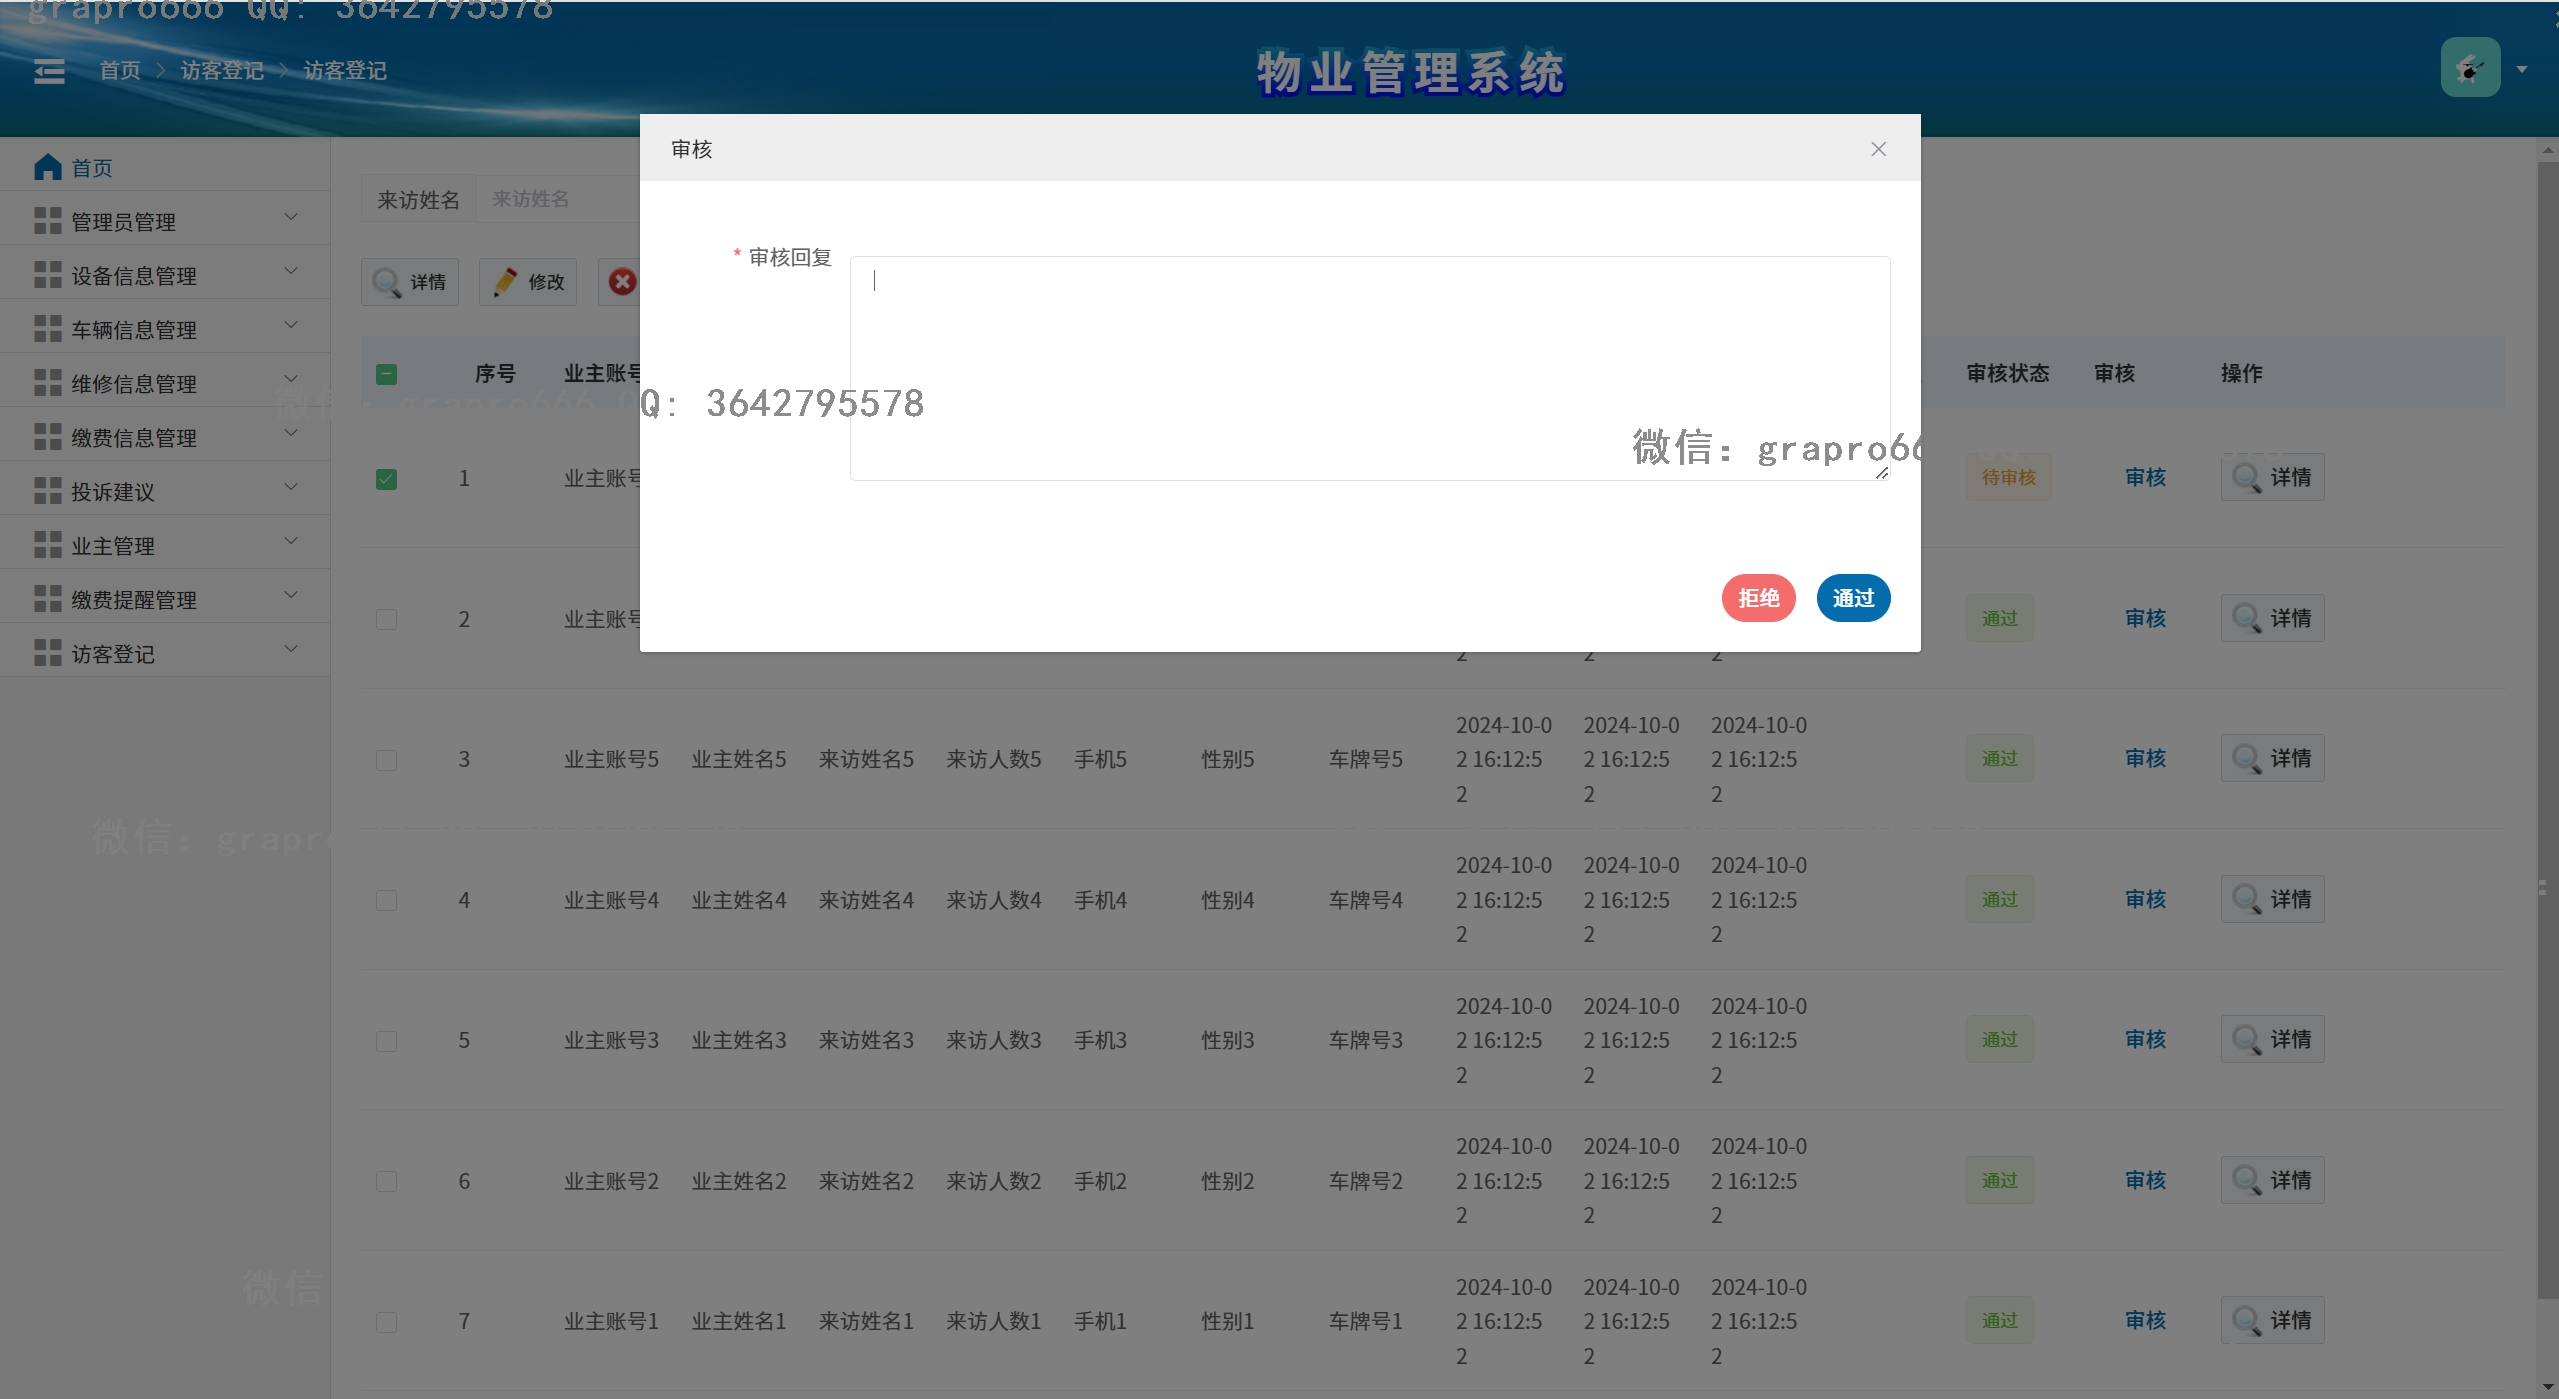 grapro666 QQ: 3642795578
首页 > 访客登记 > 访客登记
物业管理系统
首页
管理员管理
设备信息管理
车辆信息管理
维修信息管理
缴费信息管理
投诉建议
业主管理
缴费提醒管理
访客登记
来访姓名 来访姓名
详情 修改
序号 业主账号 审核状态 审核 操作
1 业主账号 待审核 审核 详情
2 业主账号 通过 审核 详情
2 2 2
3 业主账号5 业主姓名5 来访姓名5 来访人数5 手机5 性别5 车牌号5 2024-10-02 16:12:52 2024-10-02 16:12:52 2024-10-02 16:12:52 通过 审核 详情
4 业主账号4 业主姓名4 来访姓名4 来访人数4 手机4 性别4 车牌号4 2024-10-02 16:12:52 2024-10-02 16:12:52 2024-10-02 16:12:52 通过 审核 详情
5 业主账号3 业主姓名3 来访姓名3 来访人数3 手机3 性别3 车牌号3 2024-10-02 16:12:52 2024-10-02 16:12:52 2024-10-02 16:12:52 通过 审核 详情
6 业主账号2 业主姓名2 来访姓名2 来访人数2 手机2 性别2 车牌号2 2024-10-02 16:12:52 2024-10-02 16:12:52 2024-10-02 16:12:52 通过 审核 详情
7 业主账号1 业主姓名1 来访姓名1 来访人数1 手机1 性别1 车牌号1 2024-10-02 16:12:52 2024-10-02 16:12:52 2024-10-02 16:12:52 通过 审核 详情
审核
* 审核回复
拒绝 通过
微信: grapro666 QQ: 3642795578
微信: grapro66
微信: grapro
微信